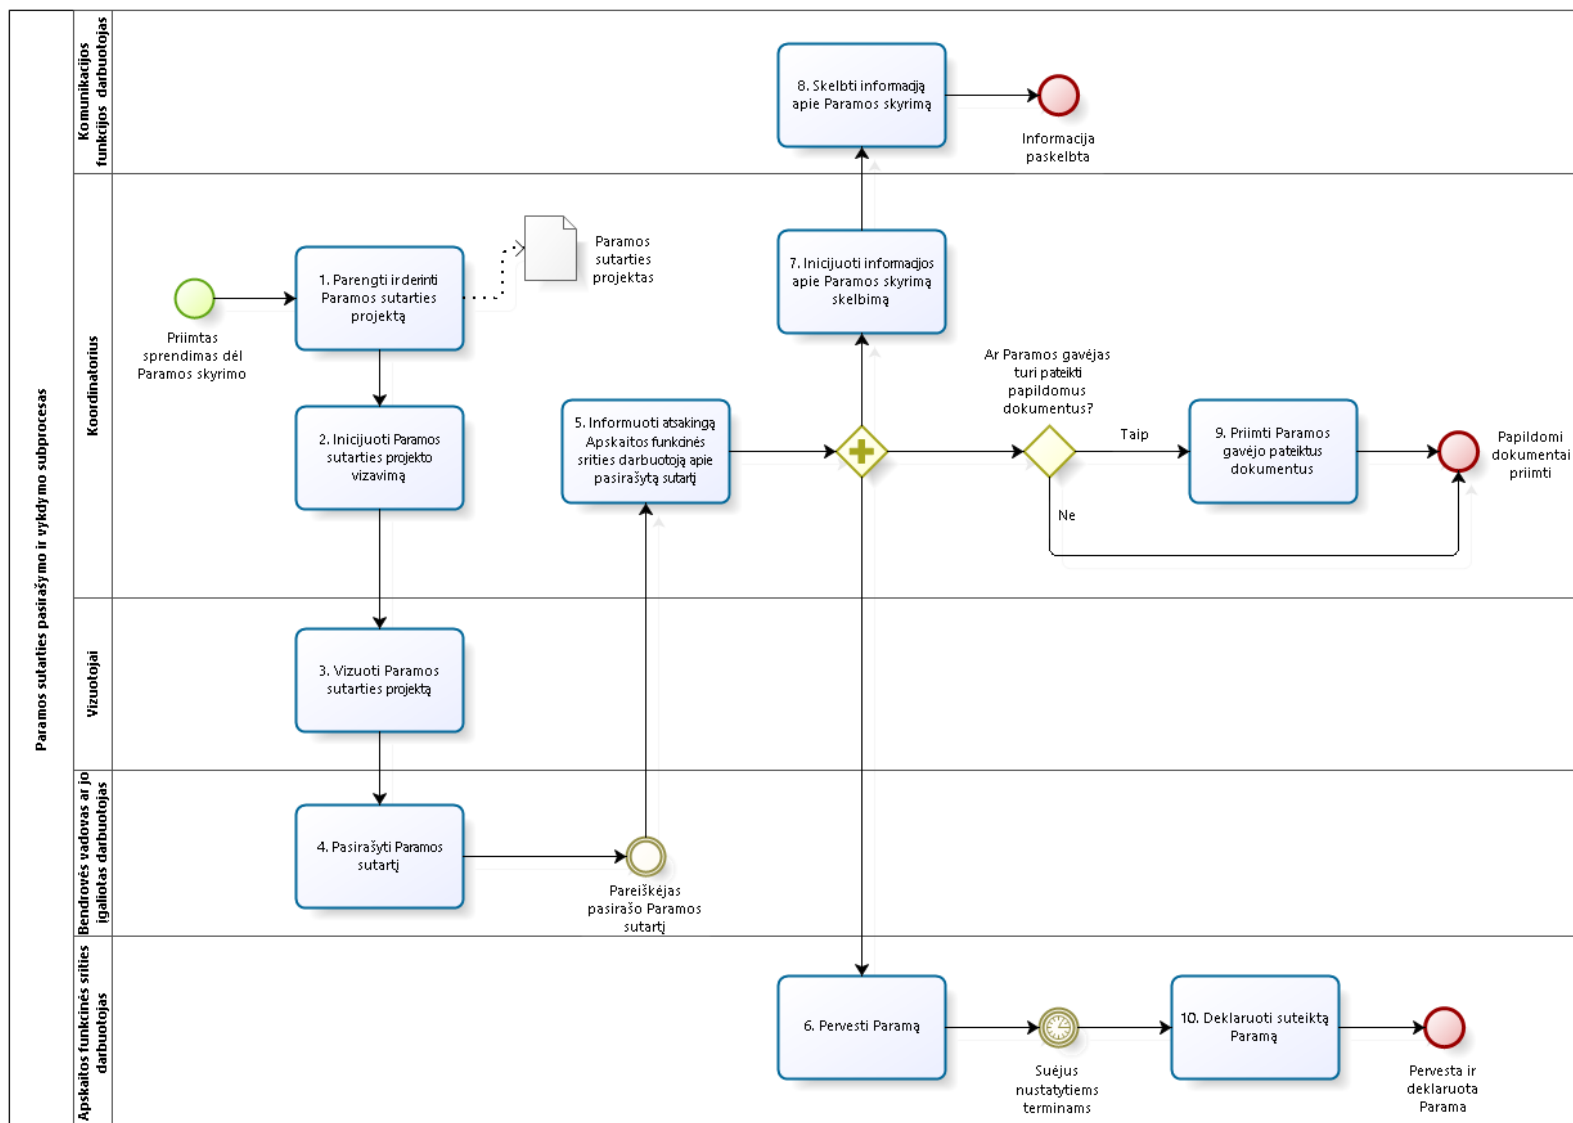 Paramos sutarties pasirašymo ir vykdymo subprocesas
Komunikacijos
funkcijos darbuotojas
8. Skelbti informaciją
apie Paramos skyrimą
Informacija
paskelbta
Koordinatorius
Priimtas
sprendimas dėl
Paramos skyrimo
1. Parengti ir derinti
Paramos sutarties
projektą
Paramos
sutarties
projektas
2. Inicijuoti Paramos
sutarties projekto
vizavimą
5. Informuoti atsakingą
Apskaitos funkcinės
srities darbuotoją apie
pasirašytą sutartį
7. Inicijuoti informacijos
apie Paramos skyrimą
skelbimą
Ar Paramos gavėjas
turi pateikti
papildomus
dokumentus?
Taip
Ne
9. Priimti Paramos
gavėjo pateiktus
dokumentus
Papildomi
dokumentai
priimti
Vizuotojai
3. Vizuoti Paramos
sutarties projektą
Bendrovės vadovas ar jo
įgaliotas darbuotojas
4. Pasirašyti Paramos
sutartį
Pareiškėjas
pasirašo Paramos
sutartį
Apskaitos funkcinės srities
darbuotojas
6. Pervesti Paramą
Suėjus
nustatytiems
terminams
10. Deklaruoti suteiktą
Paramą
Pervesta ir
deklaruota
Parama